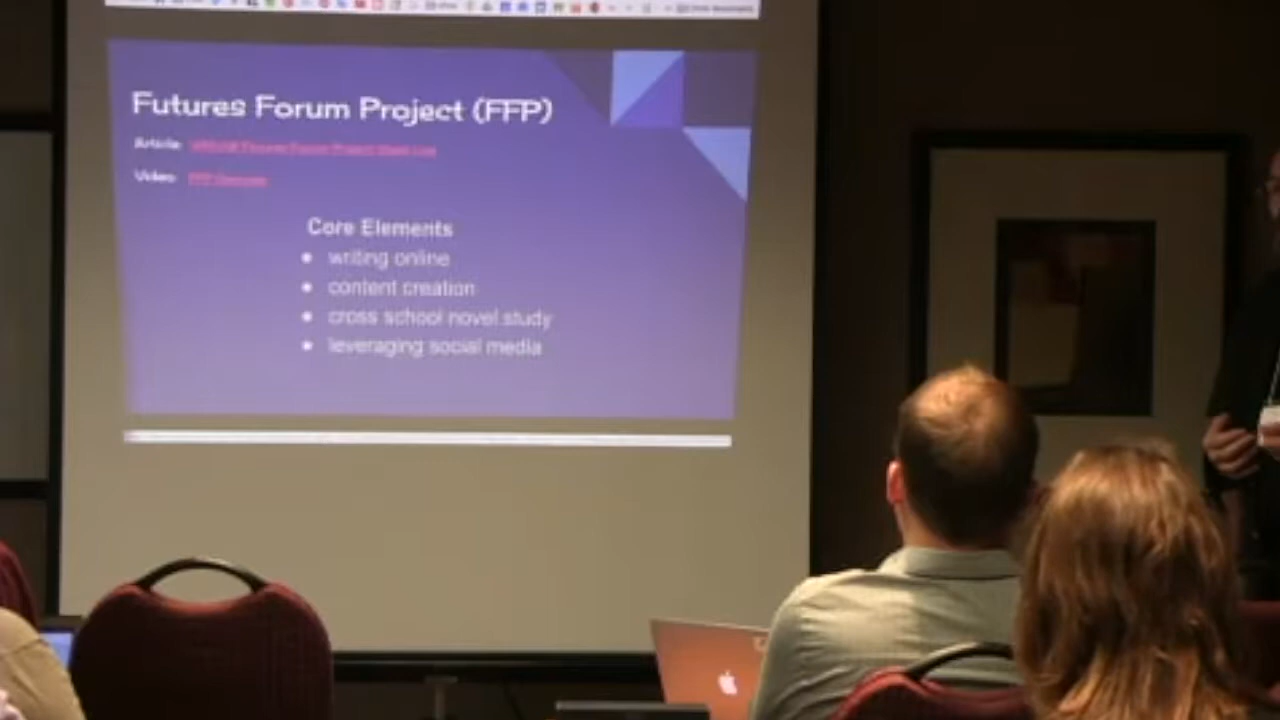 Futures Forum Project (FFP)
Article:
Video:
Core Elements
● writing online
● content creation
● cross school novel study
● leveraging social media